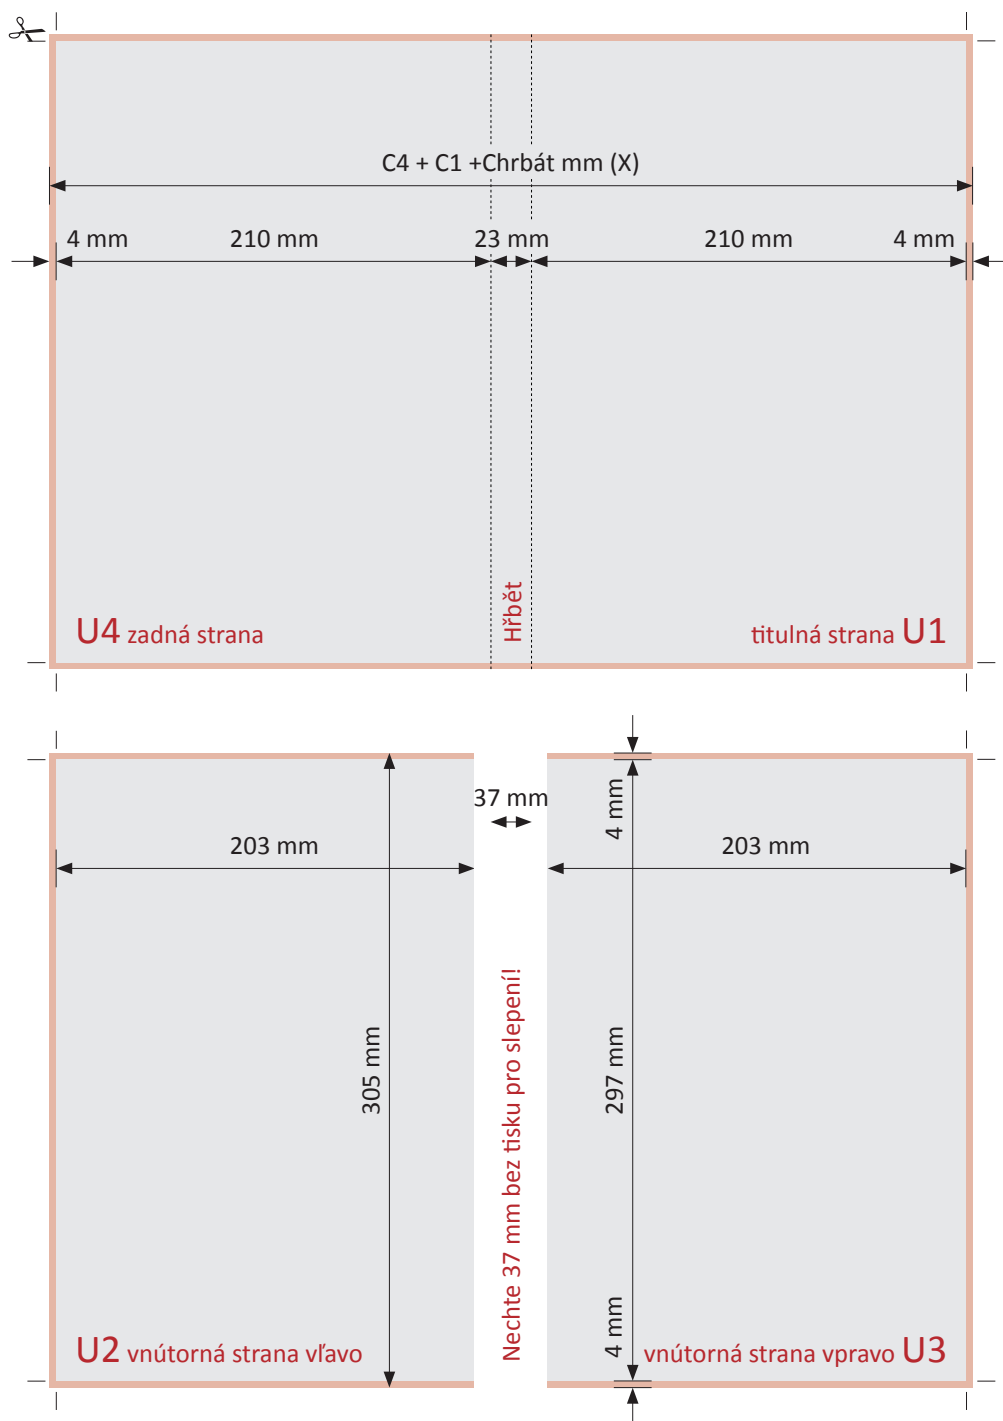 C4 + C1 +Chrbát mm (X)
4 mm 210 mm 23 mm 210 mm 4 mm
Hřbět
U4 zadná strana
titulná strana U1
37 mm
4 mm
203 mm
203 mm
305 mm
297 mm
Nechte 37 mm bez tisku pro slepení!
4 mm
U2 vnútorná strana vľavo
vnútorná strana vpravo U3